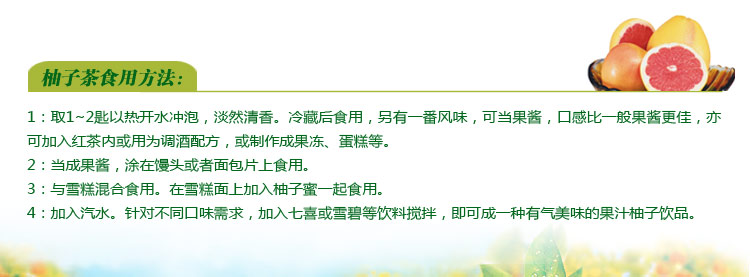 柚子茶食用方法:
1：取1~2匙以热开水冲泡，淡然清香。冷藏后食用，另有一番风味，可当果酱，口感比一般果酱更佳，亦
可加入红茶内或用为调酒配方，或制作成果冻、蛋糕等。
2：当成果酱，涂在馒头或者面包片上食用。
3：与雪糕混合食用。在雪糕面上加入柚子蜜一起食用。
4：加入汽水。针对不同口味需求，加入七喜或雪碧等饮料搅拌，即可成一种有气美味的果汁柚子饮品。